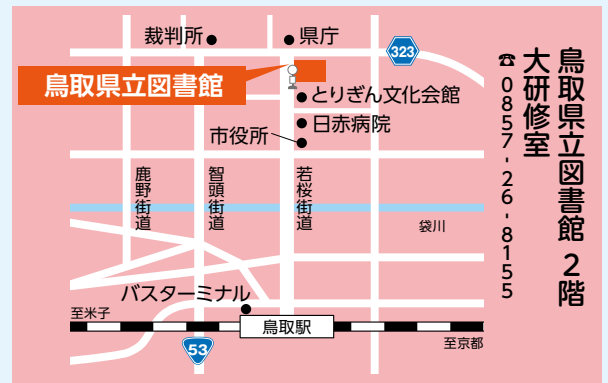 鳥取県立図書館 2階
大研修室
☎0857-26-8155
裁判所
県庁
323
鳥取県立図書館
とりぎん文化会館
日赤病院
市役所
鹿野街道
智頭街道
若桜街道
袋川
バスターミナル
至米子
鳥取駅
至京都
53